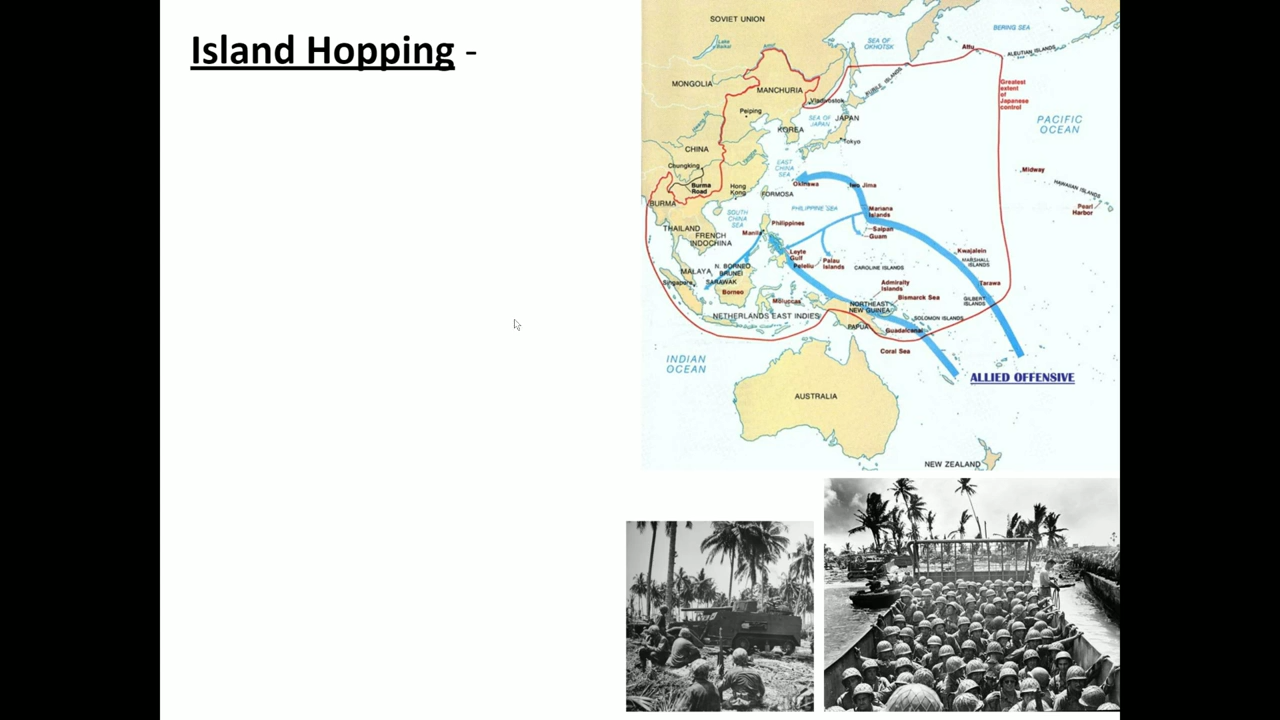 Island Hopping -
SOVIET UNION
BERING SEA
SEA OF
OKHOTSK
Attu
ALEUTIAN ISLANDS
Lake
Baikal
MONGOLIA
MANCHURIA
KURILE ISLANDS
Greatest
extent
of
Japanese
control
Vladivostok
Peiping
SEA OF
JAPAN
JAPAN
PACIFIC
OCEAN
KOREA
Tokyo
CHINA
EAST
CHINA
SEA
Chungking
Midway
Burma
Road
Hong
Kong
Okinawa
Iwo Jima
HAWAIIAN ISLANDS
FORMOSA
BURMA
PHILIPPINE SEA
Mariana
Islands
Pearl
Harbor
SOUTH
CHINA
SEA
Philippines
THAILAND
FRENCH
INDOCHINA
Manila
Saipan
Guam
Leyte
Gulf
Kwajalein
MARSHALL
ISLANDS
Peleliu
Palau
Islands
CAROLINE ISLANDS
MALAYA
N. BORNEO
BRUNEI
SARAWAK
Singapore
Borneo
Admiralty
Islands
Tarawa
Moluccas
Bismarck Sea
GILBERT
ISLANDS
NORTHEAST
NEW GUINEA
NETHERLANDS EAST INDIES
SOLOMON ISLANDS
PAPUA
Guadalcanal
Coral Sea
INDIAN
OCEAN
ALLIED OFFENSIVE
AUSTRALIA
NEW ZEALAND